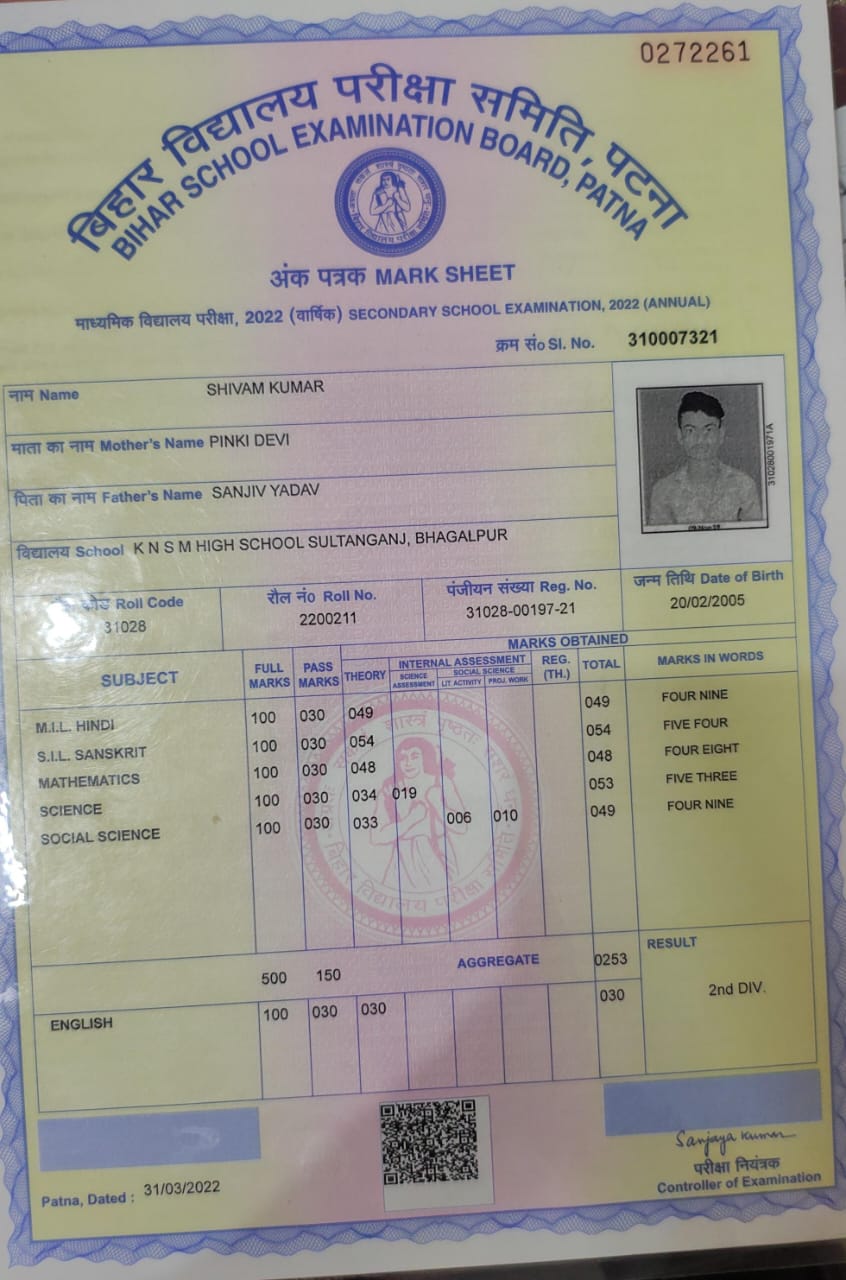 0272261
बिहार विद्यालय परीक्षा समिति, पटना
BIHAR SCHOOL EXAMINATION BOARD, PATNA
अंक पत्रक MARK SHEET
माध्यमिक विद्यालय परीक्षा, 2022 (वार्षिक) SECONDARY SCHOOL EXAMINATION, 2022 (ANNUAL)
क्रम सं० Sl. No. 310007321
नाम Name SHIVAM KUMAR
माता का नाम Mother's Name PINKI DEVI
पिता का नाम Father's Name SANJIV YADAV
विद्यालय School K N S M HIGH SCHOOL SULTANGANJ, BHAGALPUR
31028001971A
कोड Roll Code रौल नं० Roll No. पंजीयन संख्या Reg. No. जन्म तिथि Date of Birth
31028 2200211 31028-00197-21 20/02/2005
MARKS OBTAINED
SUBJECT FULL MARKS PASS MARKS THEORY INTERNAL ASSESSMENT REG. (TH.) TOTAL MARKS IN WORDS
SCIENCE ASSESSMENT SOCIAL SCIENCE
LIT ACTIVITY PROJ. WORK
M.I.L. HINDI 100 030 049 049 FOUR NINE
S.I.L. SANSKRIT 100 030 054 054 FIVE FOUR
MATHEMATICS 100 030 048 048 FOUR EIGHT
SCIENCE 100 030 034 019 053 FIVE THREE
SOCIAL SCIENCE 100 030 033 006 010 049 FOUR NINE
बिहार विद्यालय परीक्षा समिति
500 150 AGGREGATE 0253 RESULT
2nd DIV.
ENGLISH 100 030 030 030
Sanjaya Kumar
परीक्षा नियंत्रक
Controller of Examination
Patna, Dated : 31/03/2022